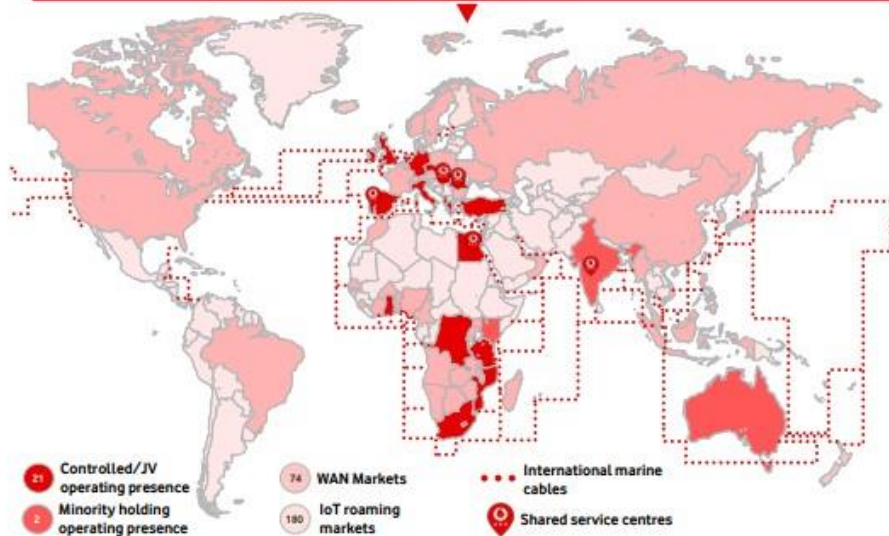 21
Controlled/JV
operating presence
2
Minority holding
operating presence
74
WAN Markets
180
IoT roaming
markets
International marine
cables
Shared service centres